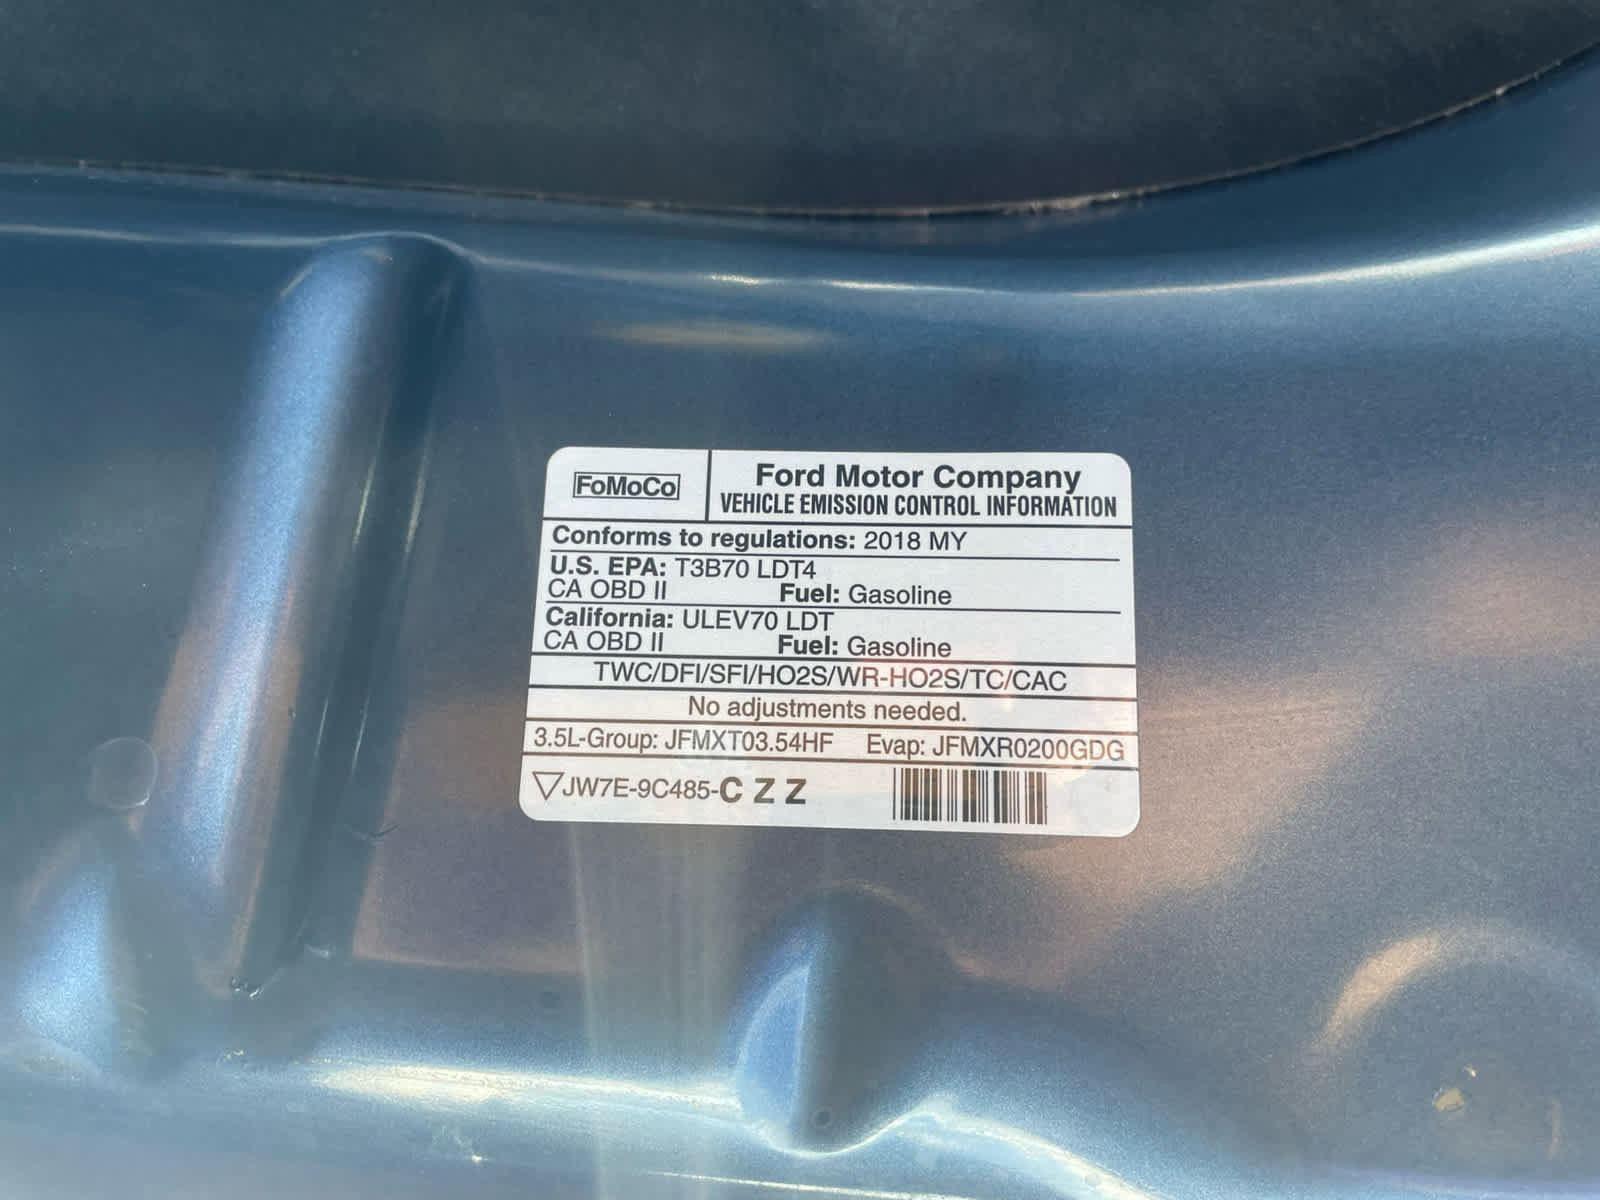 FoMoCo
Ford Motor Company
VEHICLE EMISSION CONTROL INFORMATION
Conforms to regulations: 2018 MY
U.S. EPA: T3B70 LDT4
CA OBD II Fuel: Gasoline
California: ULEV70 LDT
CA OBD II Fuel: Gasoline
TWC/DFI/SFI/HO2S/WR-HO2S/TC/CAC
No adjustments needed.
3.5L-Group: JFMXT03.54HF Evap: JFMXR0200GDG
JW7E-9C485-C Z Z